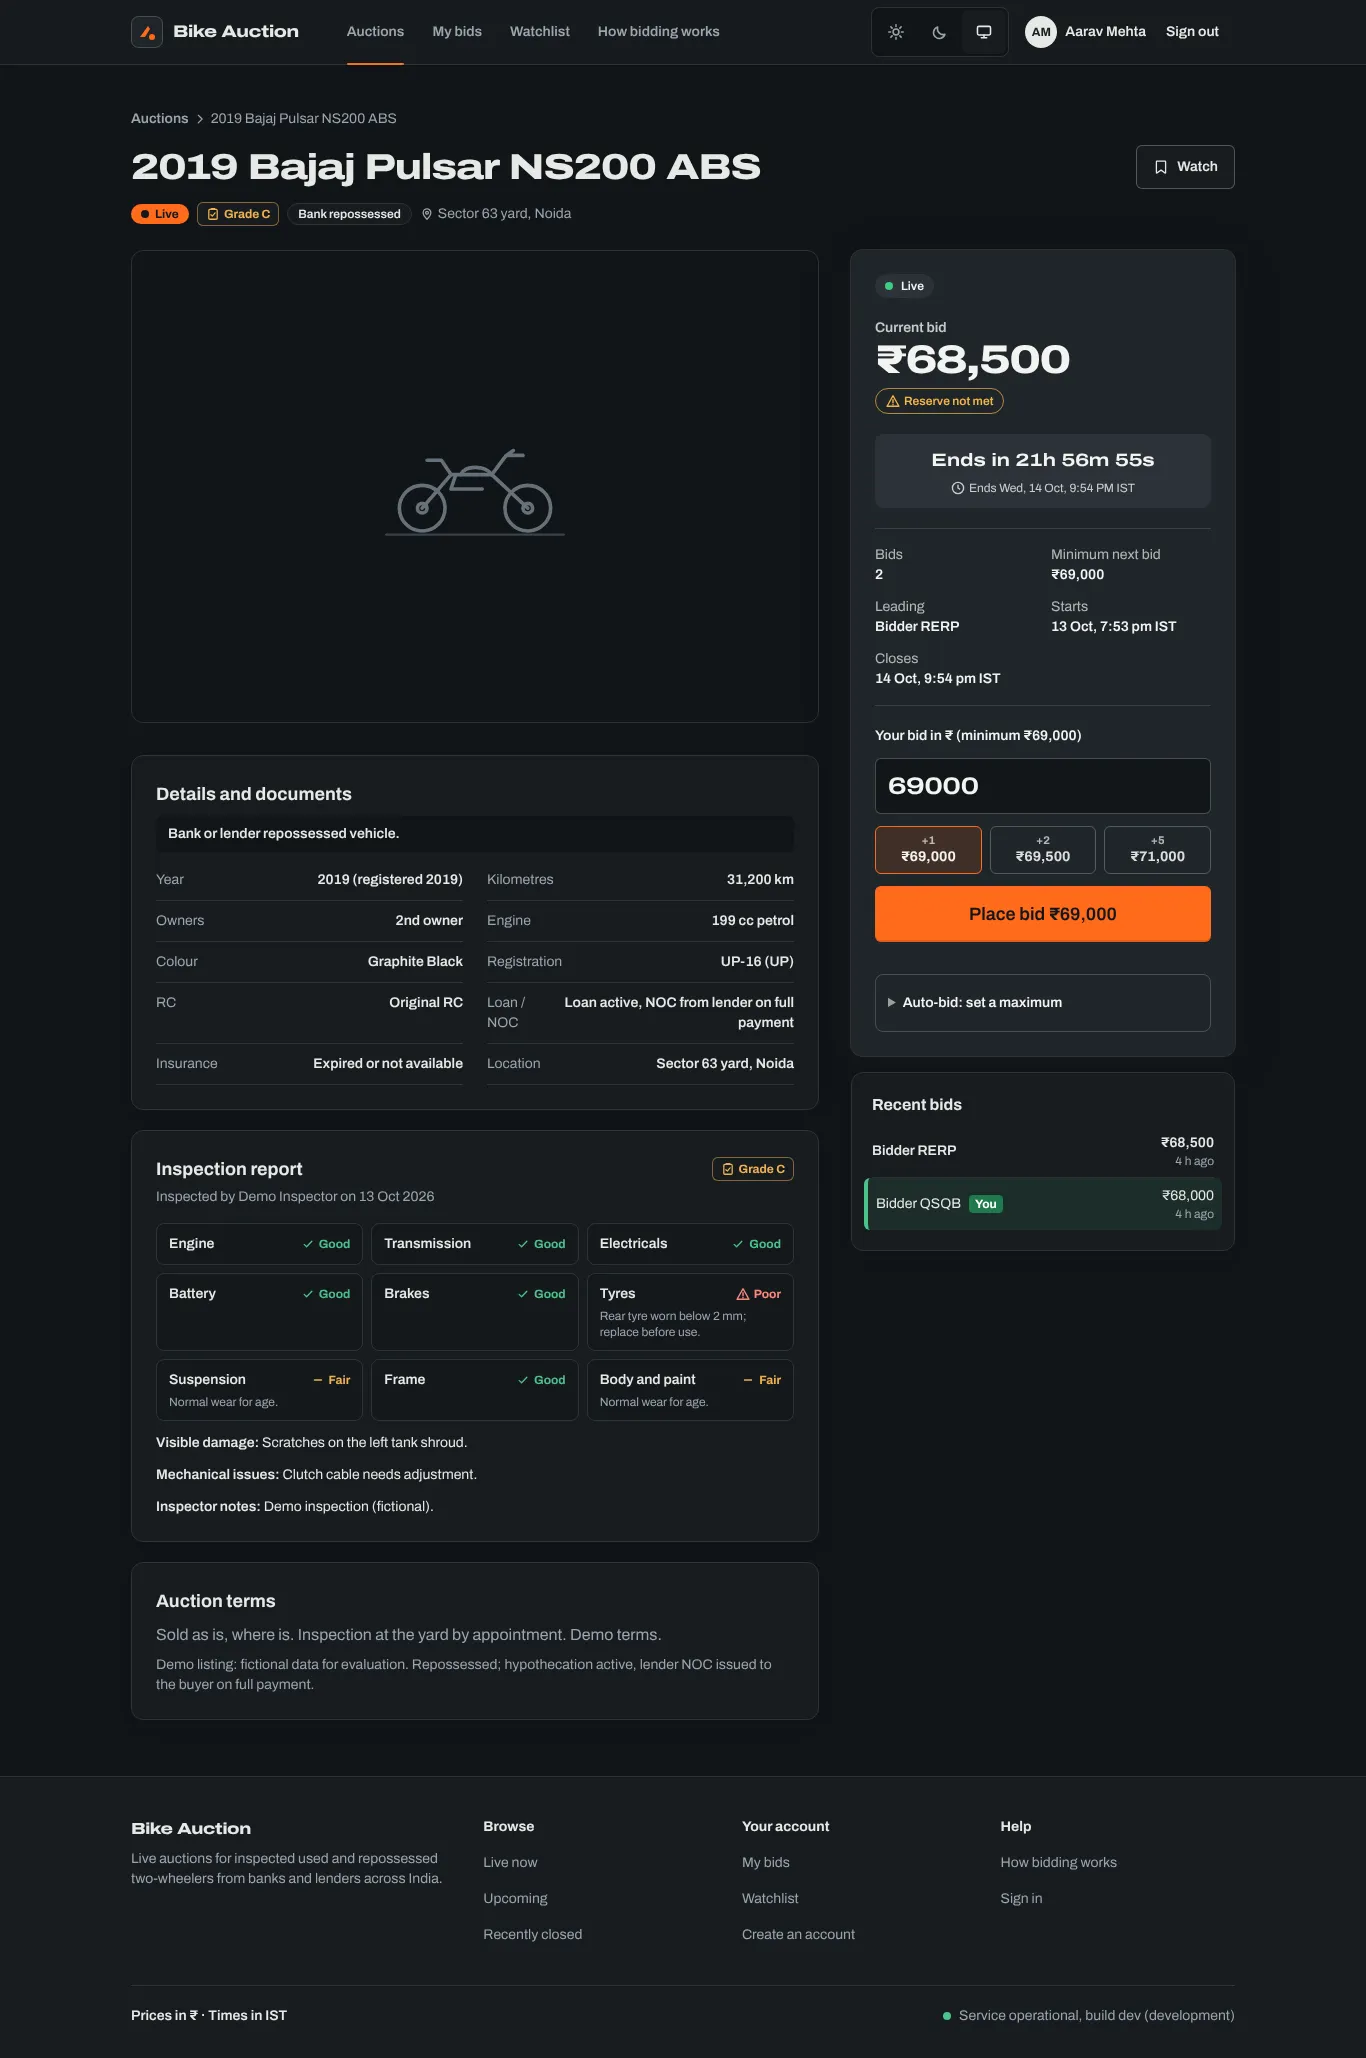 Bike Auction
Auctions
My bids
Watchlist
How bidding works
AM
Aarav Mehta
Sign out
Auctions
2019 Bajaj Pulsar NS200 ABS
2019 Bajaj Pulsar NS200 ABS
Watch
Live
Grade C
Bank repossessed
Sector 63 yard, Noida
Live
Current bid
₹68,500
Reserve not met
Ends in 21h 56m 55s
Ends Wed, 14 Oct, 9:54 PM IST
Bids
2
Minimum next bid
₹69,000
Leading
Bidder RERP
Starts
13 Oct, 7:53 pm IST
Closes
14 Oct, 9:54 pm IST
Your bid in ₹ (minimum ₹69,000)
69000
+1
₹69,000
+2
₹69,500
+5
₹71,000
Place bid ₹69,000
Auto-bid: set a maximum
Recent bids
Bidder RERP
₹68,500
4 h ago
Bidder QSQB
You
₹68,000
4 h ago
Details and documents
Bank or lender repossessed vehicle.
Year
2019 (registered 2019)
Kilometres
31,200 km
Owners
2nd owner
Engine
199 cc petrol
Colour
Graphite Black
Registration
UP-16 (UP)
RC
Original RC
Loan /
NOC
Loan active, NOC from lender on full
payment
Insurance
Expired or not available
Location
Sector 63 yard, Noida
Inspection report
Grade C
Inspected by Demo Inspector on 13 Oct 2026
Engine
Good
Transmission
Good
Electricals
Good
Battery
Good
Brakes
Good
Tyres
Poor
Rear tyre worn below 2 mm;
replace before use.
Suspension
Fair
Normal wear for age.
Frame
Good
Body and paint
Fair
Normal wear for age.
Visible damage: Scratches on the left tank shroud.
Mechanical issues: Clutch cable needs adjustment.
Inspector notes: Demo inspection (fictional).
Auction terms
Sold as is, where is. Inspection at the yard by appointment. Demo terms.
Demo listing: fictional data for evaluation. Repossessed; hypothecation active, lender NOC issued to
the buyer on full payment.
Bike Auction
Live auctions for inspected used and repossessed
two-wheelers from banks and lenders across India.
Browse
Live now
Upcoming
Recently closed
Your account
My bids
Watchlist
Create an account
Help
How bidding works
Sign in
Prices in ₹ · Times in IST
Service operational, build dev (development)